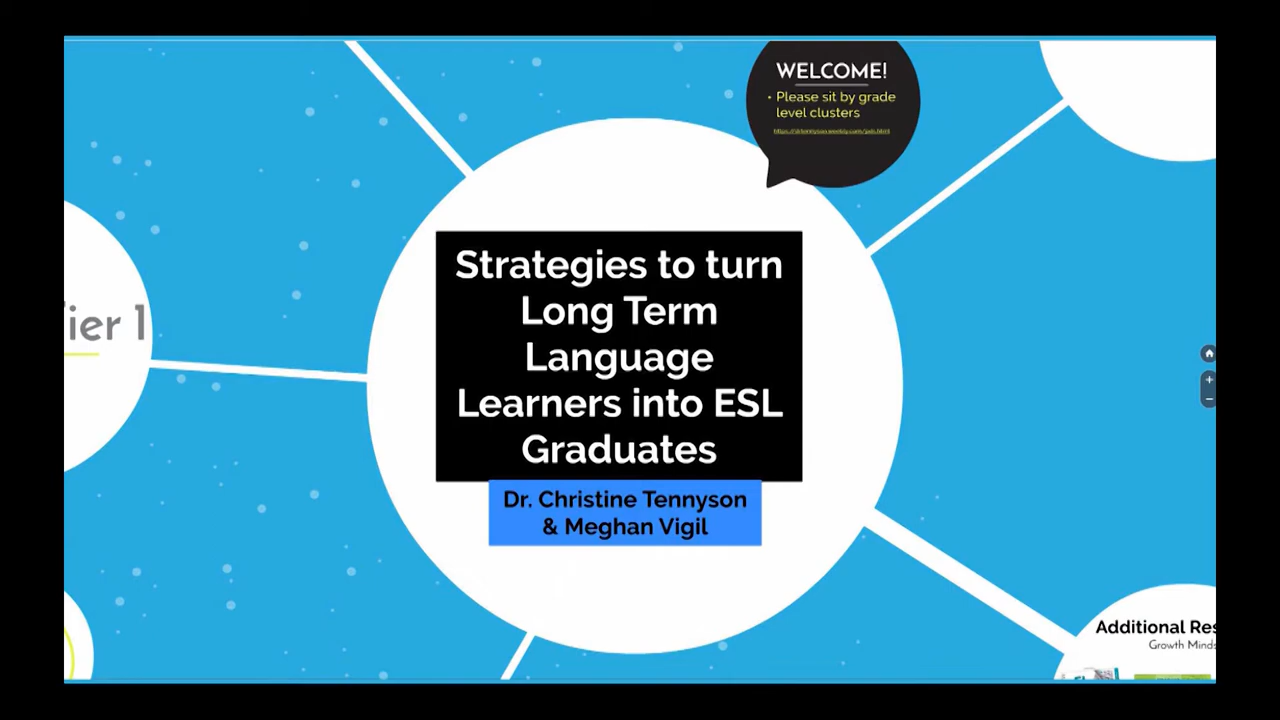 WELCOME!
• Please sit by grade
level clusters
Tier 1
Strategies to turn
Long Term
Language
Learners into ESL
Graduates
Dr. Christine Tennyson
& Meghan Vigil
Additional Res
Growth Minds